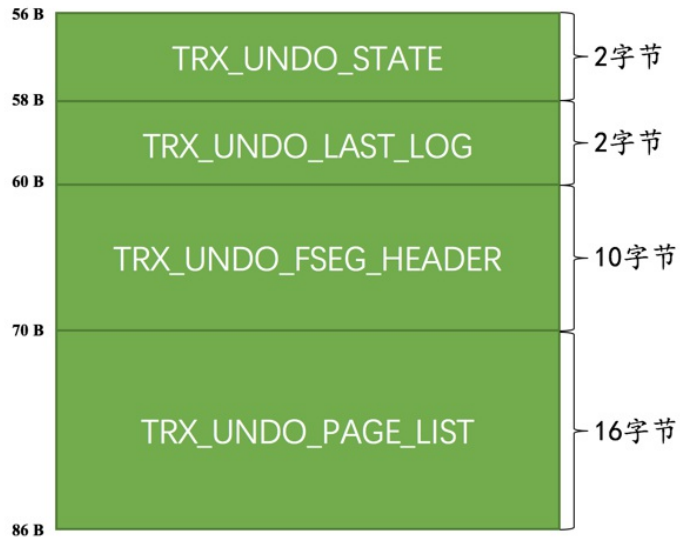 56 B
TRX_UNDO_STATE
2字节
58 B
TRX_UNDO_LAST_LOG
2字节
60 B
TRX_UNDO_FSEG_HEADER
10字节
70 B
TRX_UNDO_PAGE_LIST
16字节
86 B